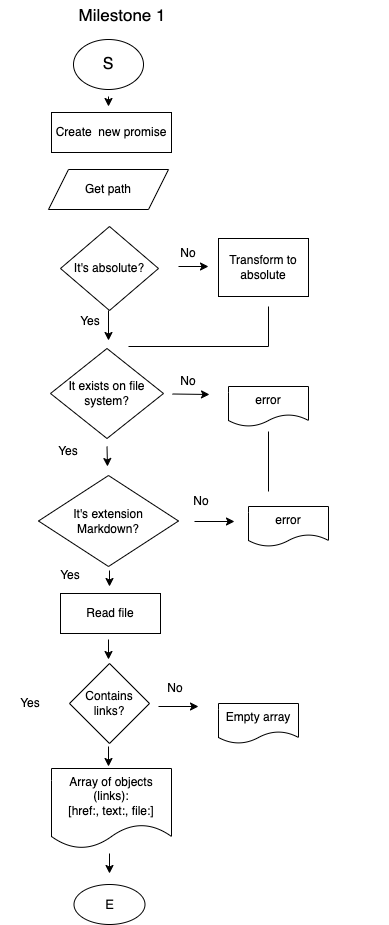 Milestone 1
S
Create new promise
Get path
It's absolute?
No
Transform to
absolute
Yes
It exists on file
system?
No
error
Yes
It's extension
Markdown?
No
error
Yes
Read file
Contains
links?
No
Yes
Empty array
Array of objects
(links):
[href:, text:, file:]
E